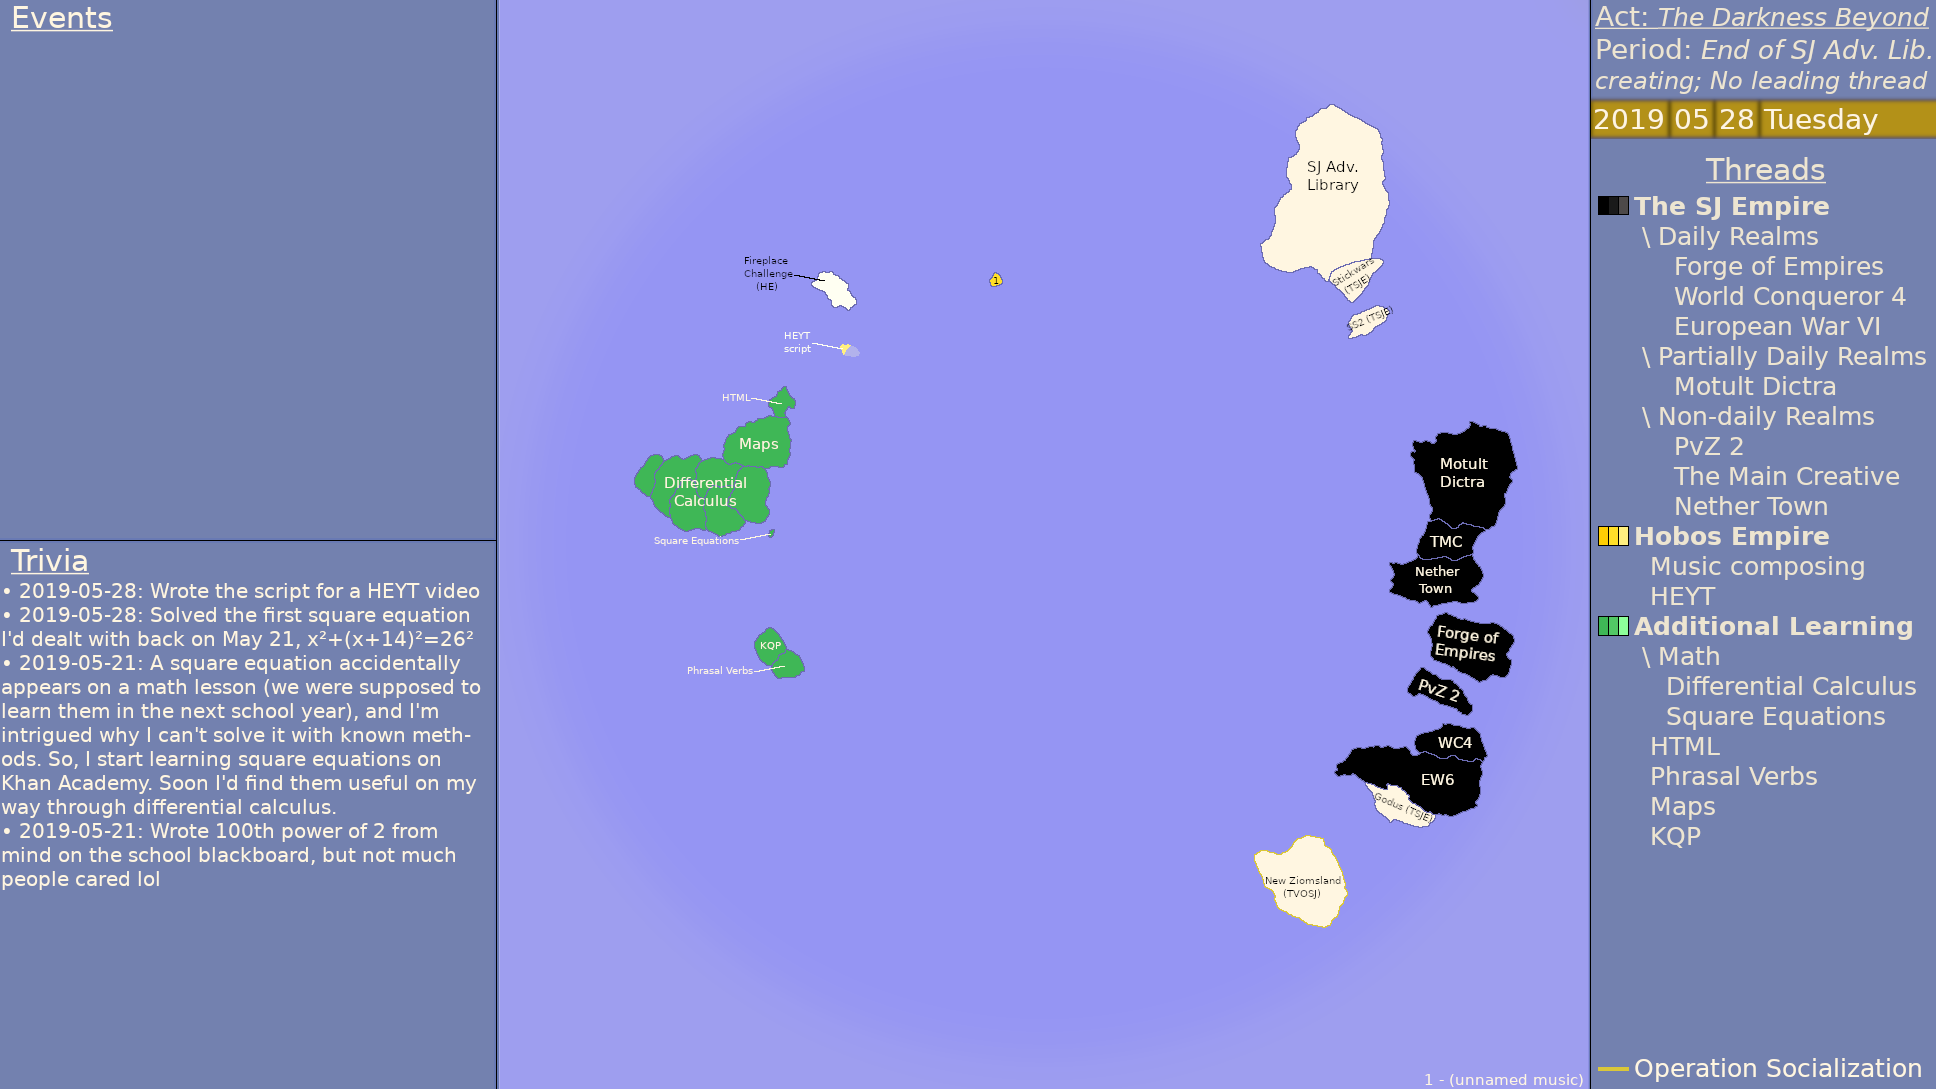 Events
Trivia
• 2019-05-28: Wrote the script for a HEYT video
• 2019-05-28: Solved the first square equation
I'd dealt with back on May 21, x²+(x+14)²=26²
• 2019-05-21: A square equation accidentally
appears on a math lesson (we were supposed to
learn them in the next school year), and I'm
intrigued why I can't solve it with known meth-
ods. So, I start learning square equations on
Khan Academy. Soon I'd find them useful on my
way through differential calculus.
• 2019-05-21: Wrote 100th power of 2 from
mind on the school blackboard, but not much
people cared lol
Fireplace
Challenge
(HE)
HEYT
script
HTML
Maps
Differential
Calculus
Square Equations
KQP
Phrasal Verbs
1
SJ Adv.
Library
Stickwars
(TSJE)
SS2 (TSJE)
Motult
Dictra
TMC
Nether
Town
Forge of
Empires
PvZ 2
WC4
EW6
Godus (TSJE)
New Ziomsland
(TVOSJ)
1 - (unnamed music)
Act: The Darkness Beyond
Period: End of SJ Adv. Lib.
creating; No leading thread
2019 05 28 Tuesday
Threads
The SJ Empire
\ Daily Realms
Forge of Empires
World Conqueror 4
European War VI
\ Partially Daily Realms
Motult Dictra
\ Non-daily Realms
PvZ 2
The Main Creative
Nether Town
Hobos Empire
Music composing
HEYT
Additional Learning
\ Math
Differential Calculus
Square Equations
HTML
Phrasal Verbs
Maps
KQP
Operation Socialization